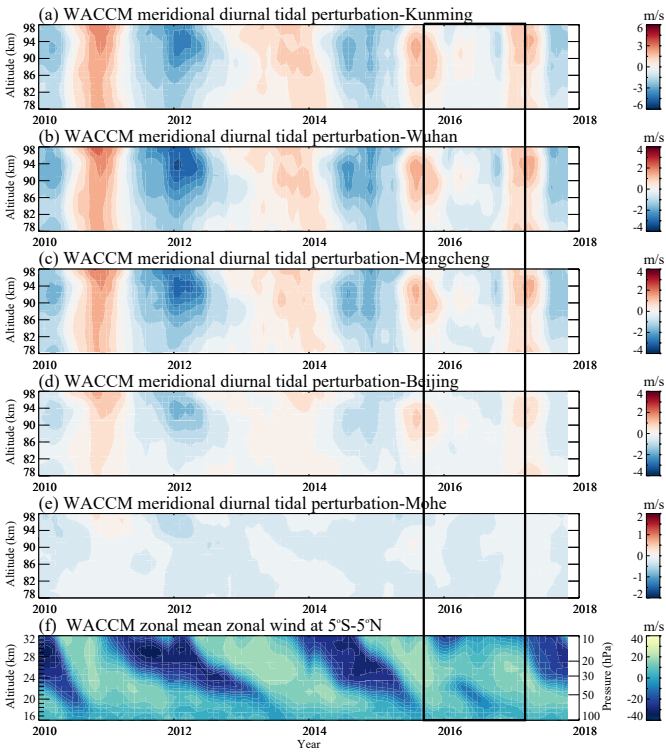 (a) WACCM meridional diurnal tidal perturbation-Kunming
m/s
Altitude (km)
98
94
90
86
82
78
6
3
0
-3
-6
2010 2012 2014 2016 2018
(b) WACCM meridional diurnal tidal perturbation-Wuhan
m/s
Altitude (km)
98
94
90
86
82
78
4
2
0
-2
-4
2010 2012 2014 2016 2018
(c) WACCM meridional diurnal tidal perturbation-Mengcheng
m/s
Altitude (km)
98
94
90
86
82
78
4
2
0
-2
-4
2010 2012 2014 2016 2018
(d) WACCM meridional diurnal tidal perturbation-Beijing
m/s
Altitude (km)
98
94
90
86
82
78
4
2
0
-2
-4
2010 2012 2014 2016 2018
(e) WACCM meridional diurnal tidal perturbation-Mohe
m/s
Altitude (km)
98
94
90
86
82
78
2
1
0
-1
-2
2010 2012 2014 2016 2018
(f) WACCM zonal mean zonal wind at 5°S-5°N
m/s
Altitude (km)
32
28
24
20
16
10
20
30
50
100
Pressure (hPa)
40
20
0
-20
-40
2010 2012 2014 2016 2018
Year